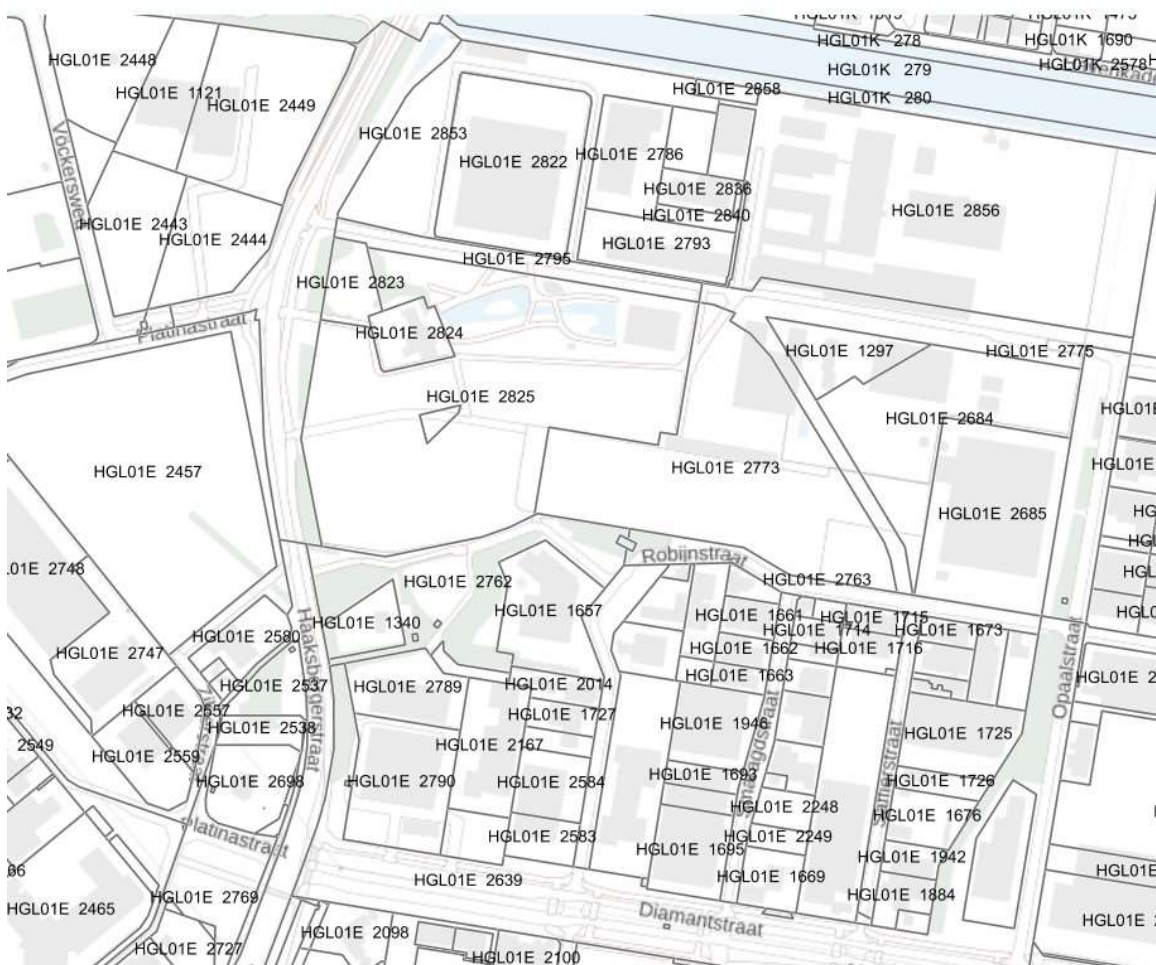 HGL01K 278
HGL01K 1690
HGL01E 2448
HGL01K 279
HGL01K 2578
HGL01E 1121
HGL01E 2858
HGL01K 280
HGL01E 2449
Vockersweg
HGL01E 2853
HGL01E 2822
HGL01E 2786
HGL01E 2836
HGL01E 2840
HGL01E 2856
HGL01E 2443
HGL01E 2444
HGL01E 2793
HGL01E 2795
HGL01E 2823
Platinastraat
HGL01E 2824
HGL01E 1297
HGL01E 2775
HGL01E 2825
HGL01E 2684
HGL01E 2457
HGL01E 2773
HGL01E
HGL01E 2685
Robijnstraat
HGL01E 2762
HGL01E 2763
HGL01E 1657
HGL01E 1340
HGL01E 1661
HGL01E 1715
HGL01E 1714
HGL01E 1673
HGL01E 2580
HGL01E 1662
HGL01E 1716
HGL01E 2747
Haaksbergerstraat
HGL01E 1663
Opaalstraat
HGL01E 2537
HGL01E 2789
HGL01E 2014
HGL01E 2557
HGL01E 1727
HGL01E 1946
HGL01E 2538
HGL01E 1725
2549
HGL01E 2559
HGL01E 2167
HGL01E 2698
HGL01E 2790
HGL01E 2584
HGL01E 1693
HGL01E 1726
HGL01E 2248
HGL01E 1676
Platinastraat
HGL01E 2583
HGL01E 2249
HGL01E 1695
HGL01E 1942
HGL01E 2639
HGL01E 1669
HGL01E 1884
HGL01E 2769
HGL01E 2465
Diamantstraat
HGL01E 2098
HGL01E 2727
HGL01E 2100